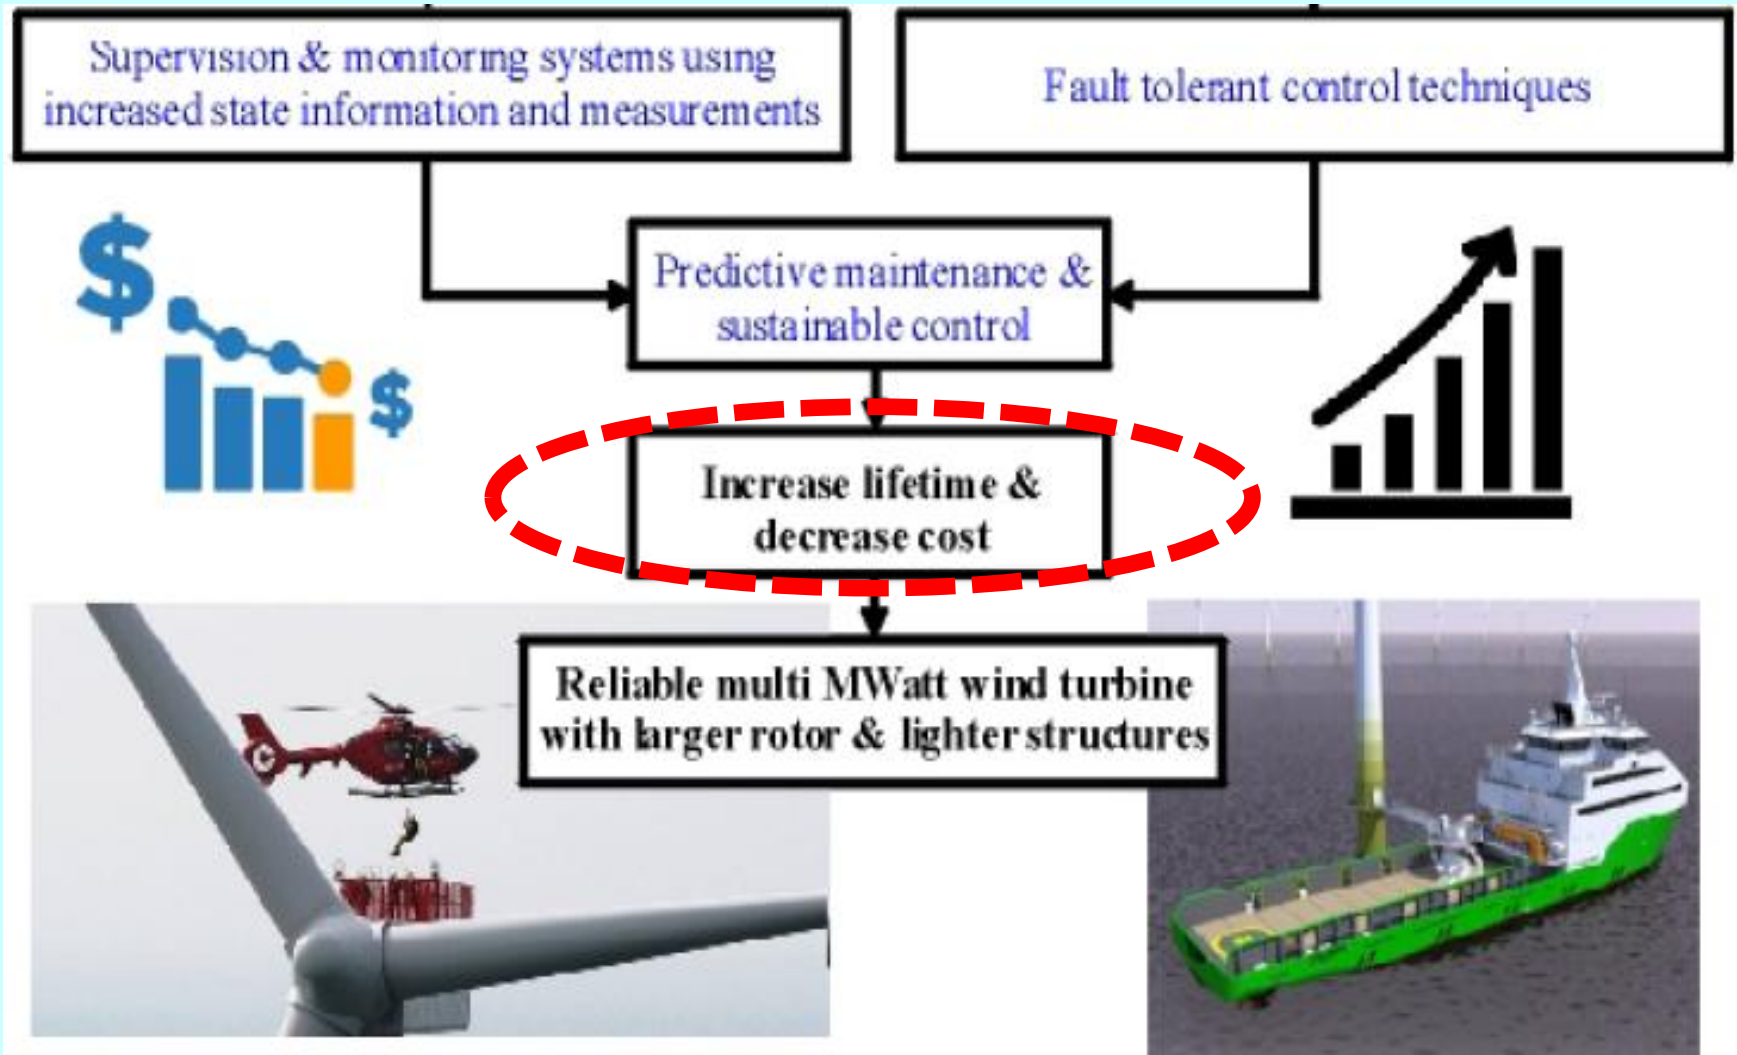 Supervision & monitoring systems using
increased state information and measurements
Fault tolerant control techniques
$
Predictive maintenance &
sustainable control
$
Increase lifetime &
decrease cost
Reliable multi MWatt wind turbine
with larger rotor & lighter structures